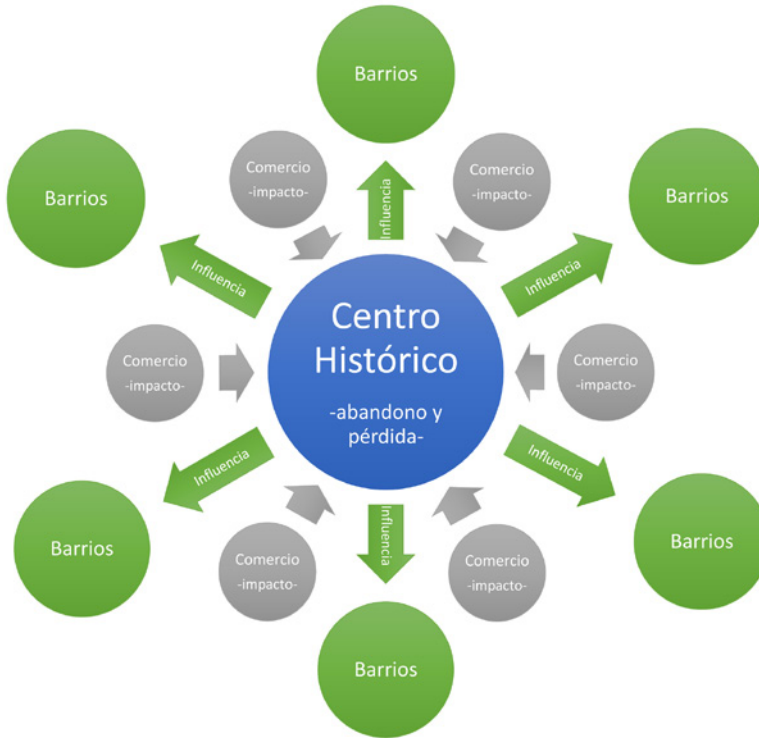 Barrios
Comercio
-impacto-
Comercio
-impacto-
Barrios
Barrios
Influencia
Influencia
Influencia
Centro
Histórico
-abandono y
pérdida-
Comercio
-impacto-
Comercio
-impacto-
Influencia
Influencia
Influencia
Barrios
Barrios
Comercio
-impacto-
Comercio
-impacto-
Barrios